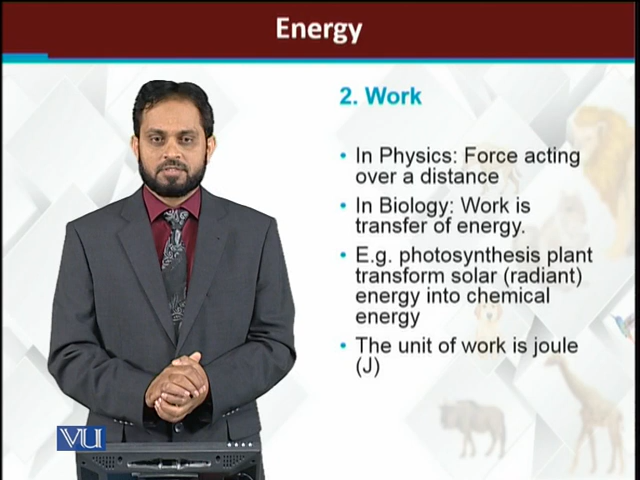 Energy
2. Work
• In Physics: Force acting
over a distance
• In Biology: Work is
transfer of energy.
• E.g. photosynthesis plant
transform solar (radiant)
energy into chemical
energy
• The unit of work is joule
(J)
VU